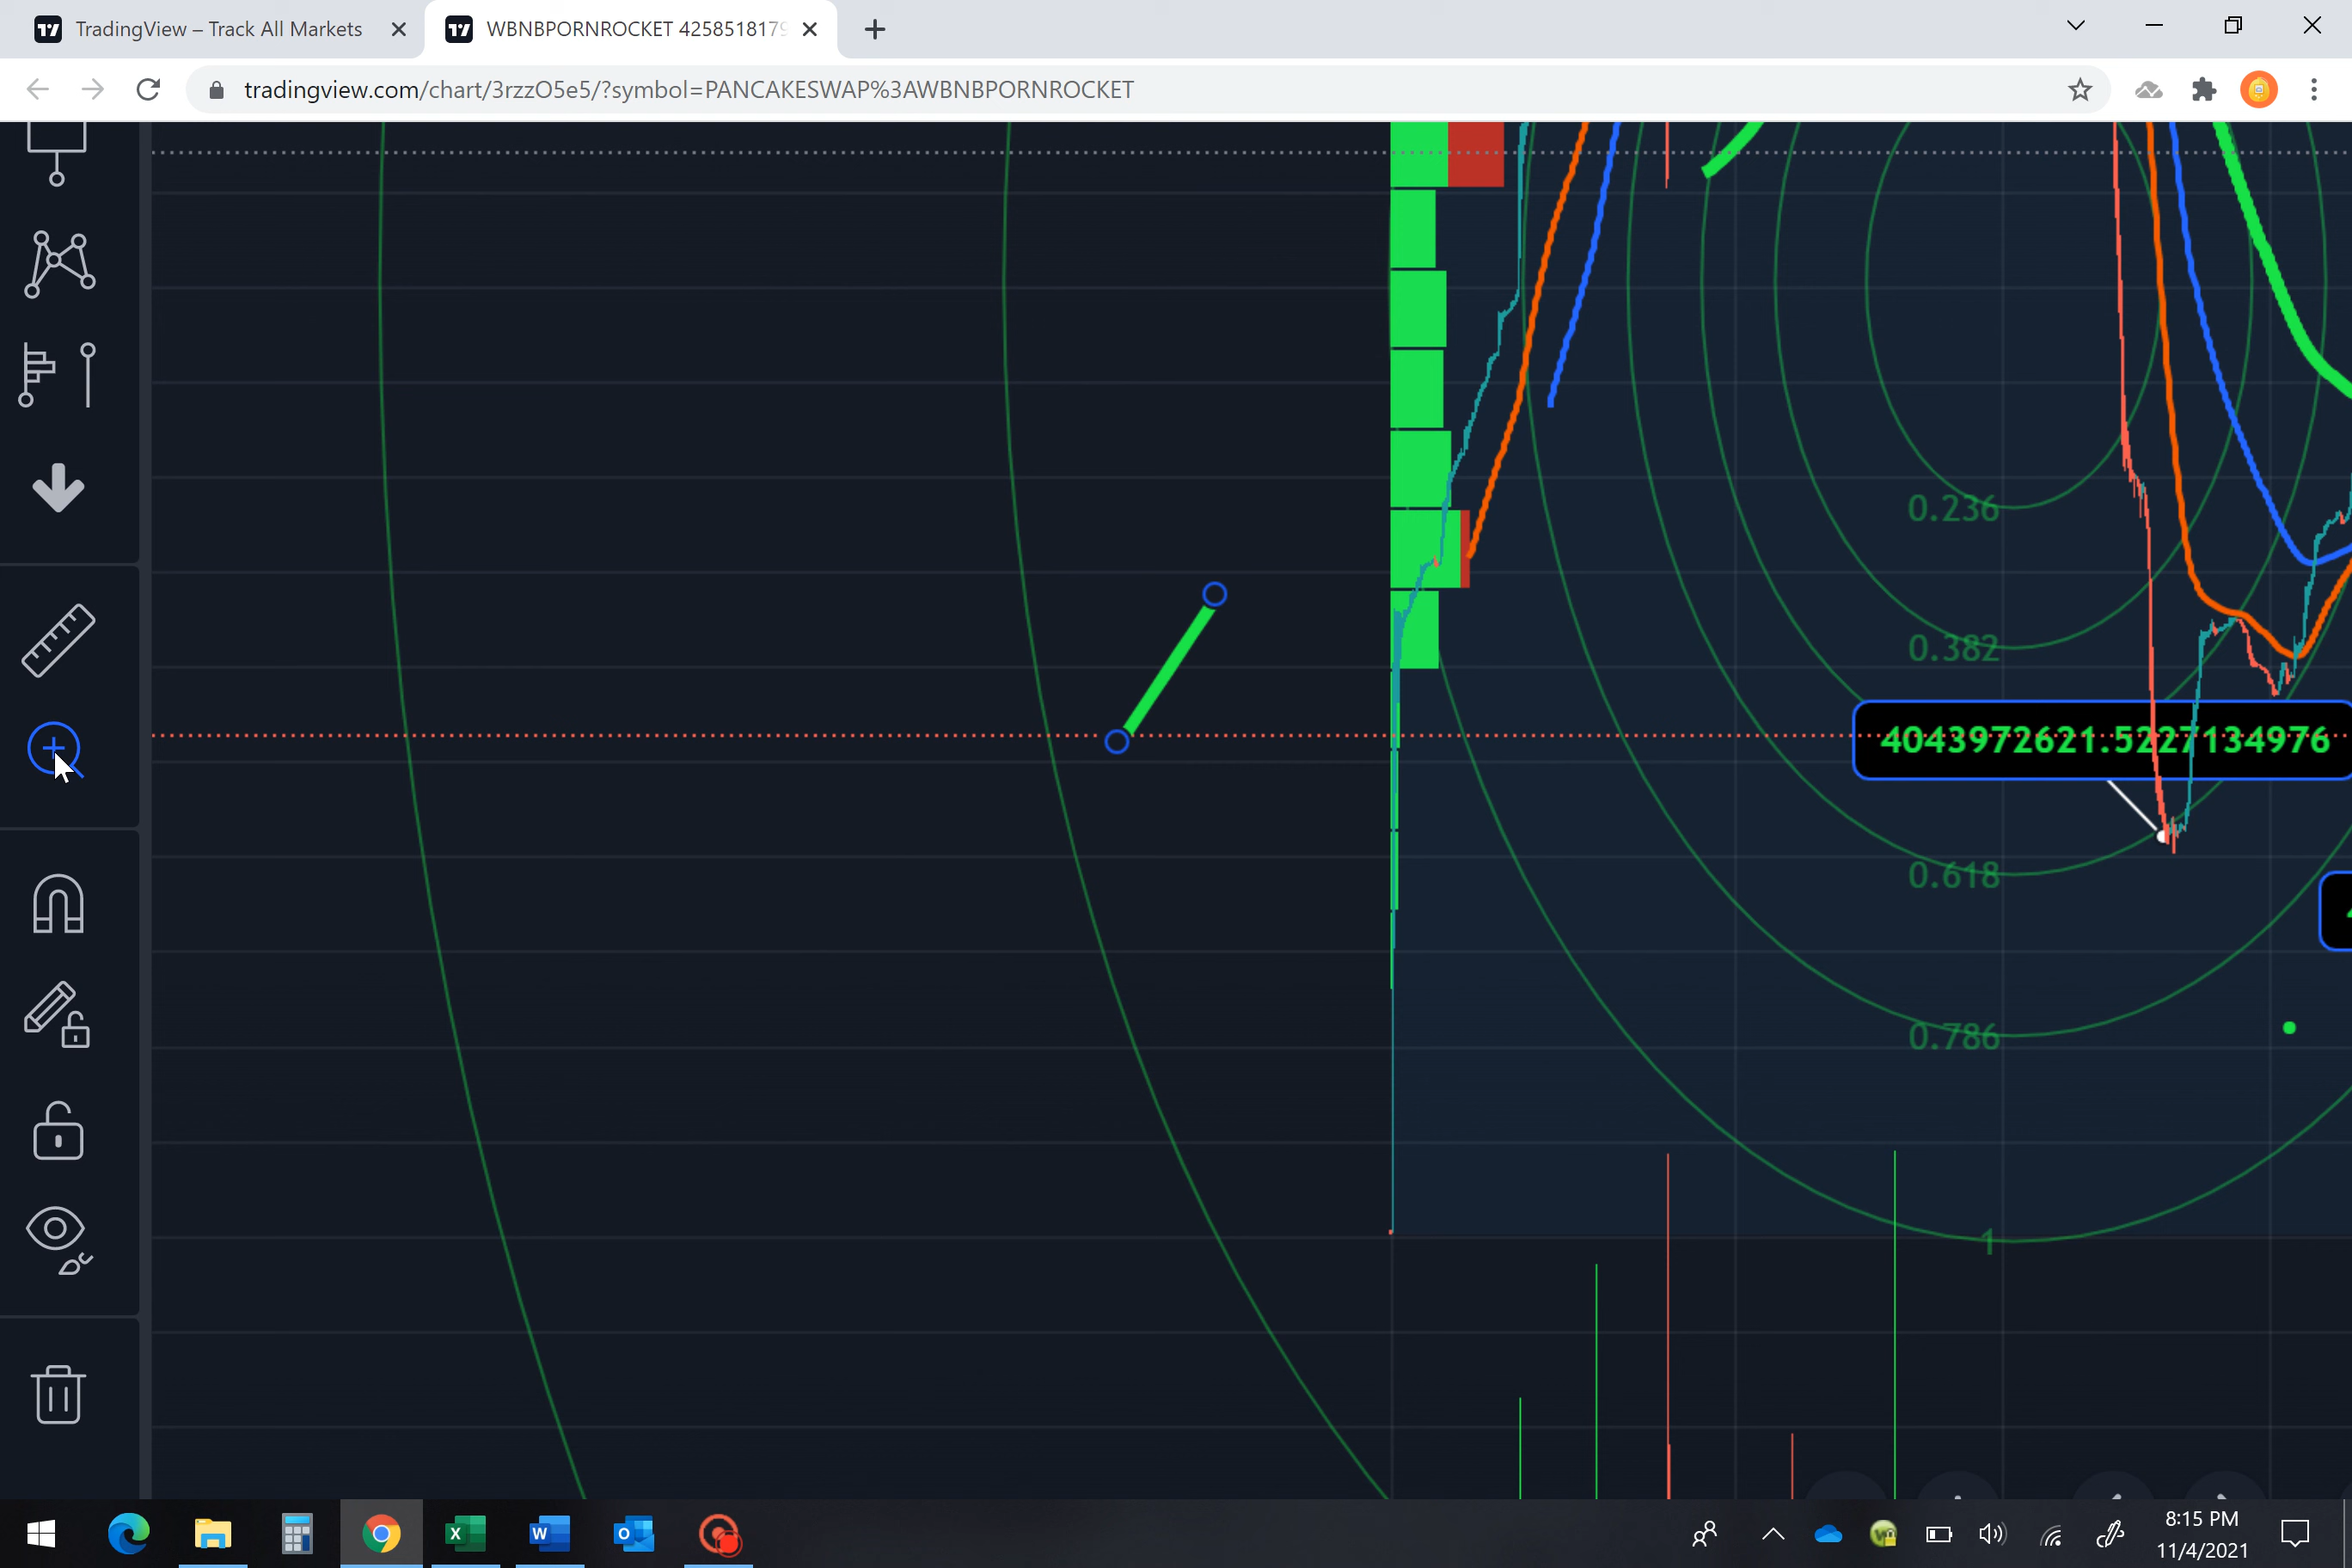 TradingView – Track All Markets
WBNBPORNROCKET 4258518179
tradingview.com/chart/3rzzO5e5/?symbol=PANCAKESWAP%3AWBNBPORNROCKET
0.236
0.382
4043972621.5227134976
0.618
0.786
1
8:15 PM
11/4/2021